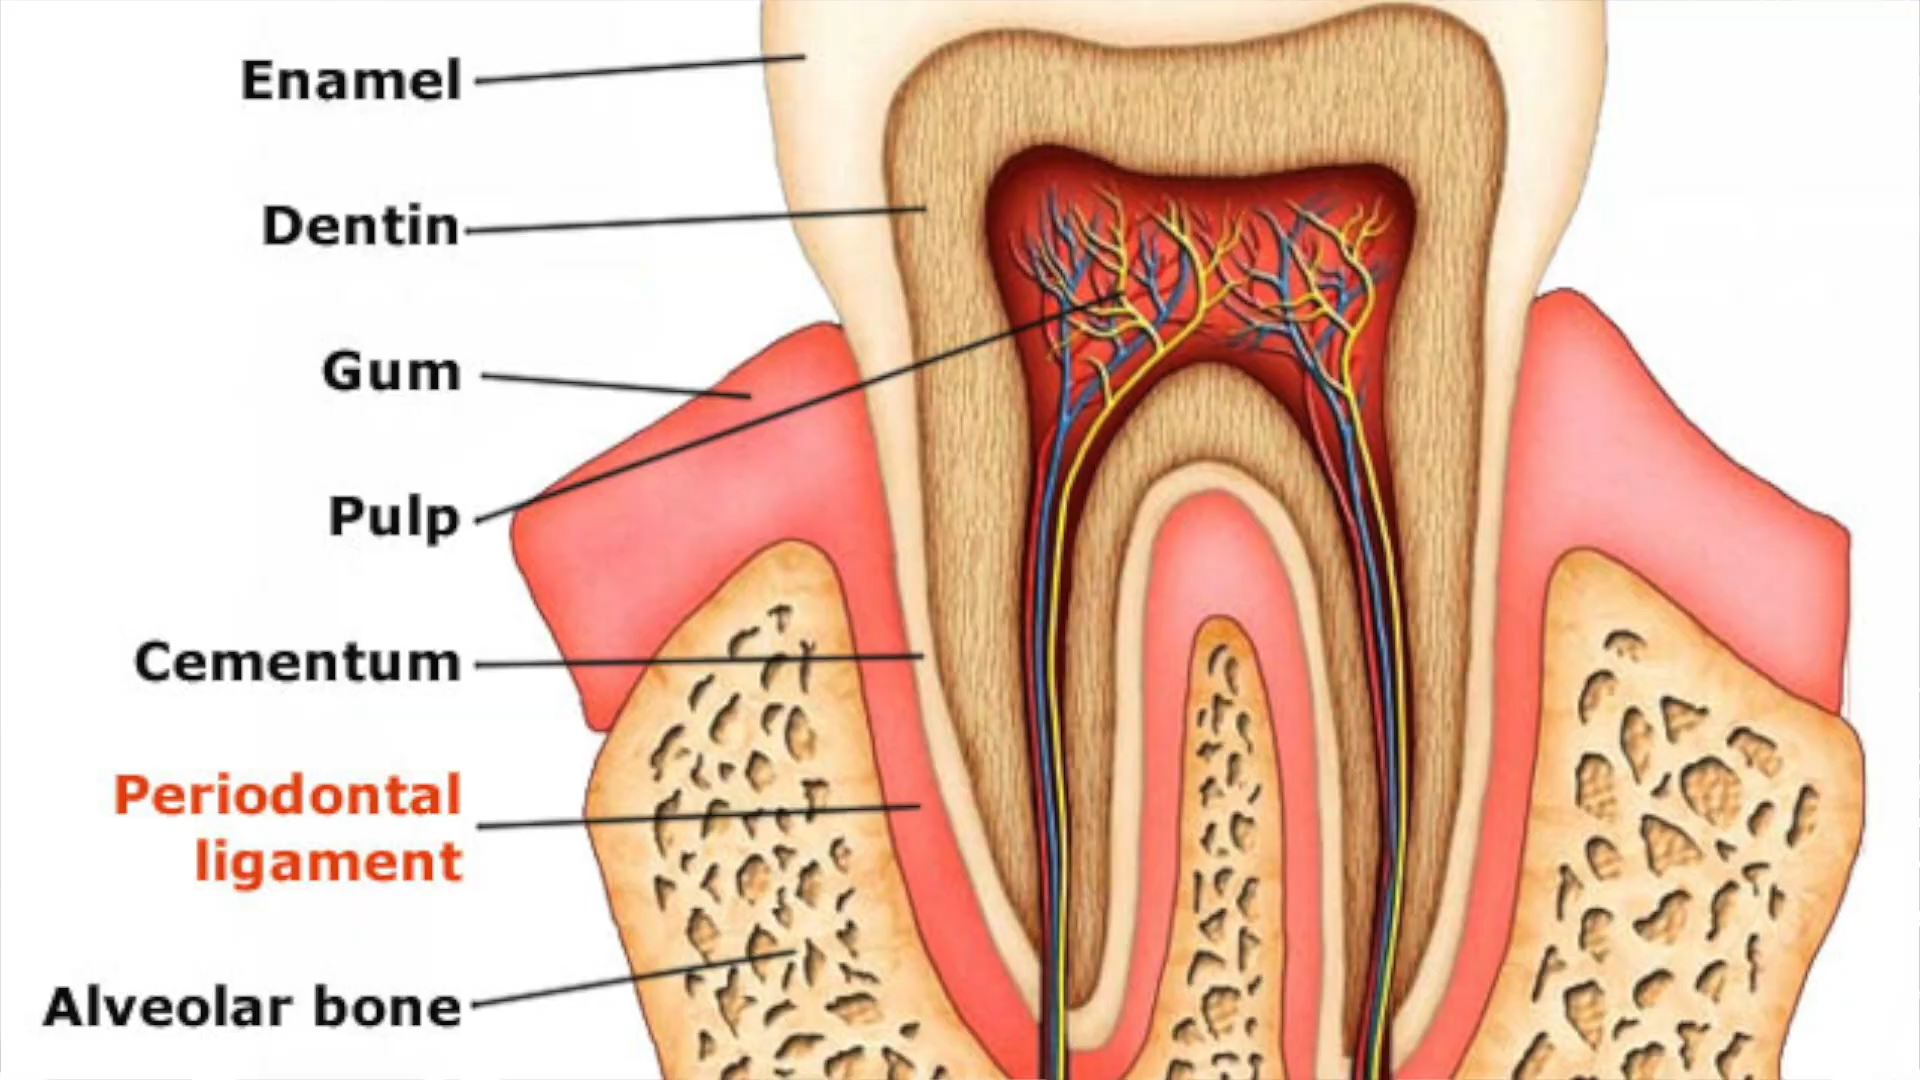 Enamel
Dentin
Gum
Pulp
Cementum
Periodontal
ligament
Alveolar bone